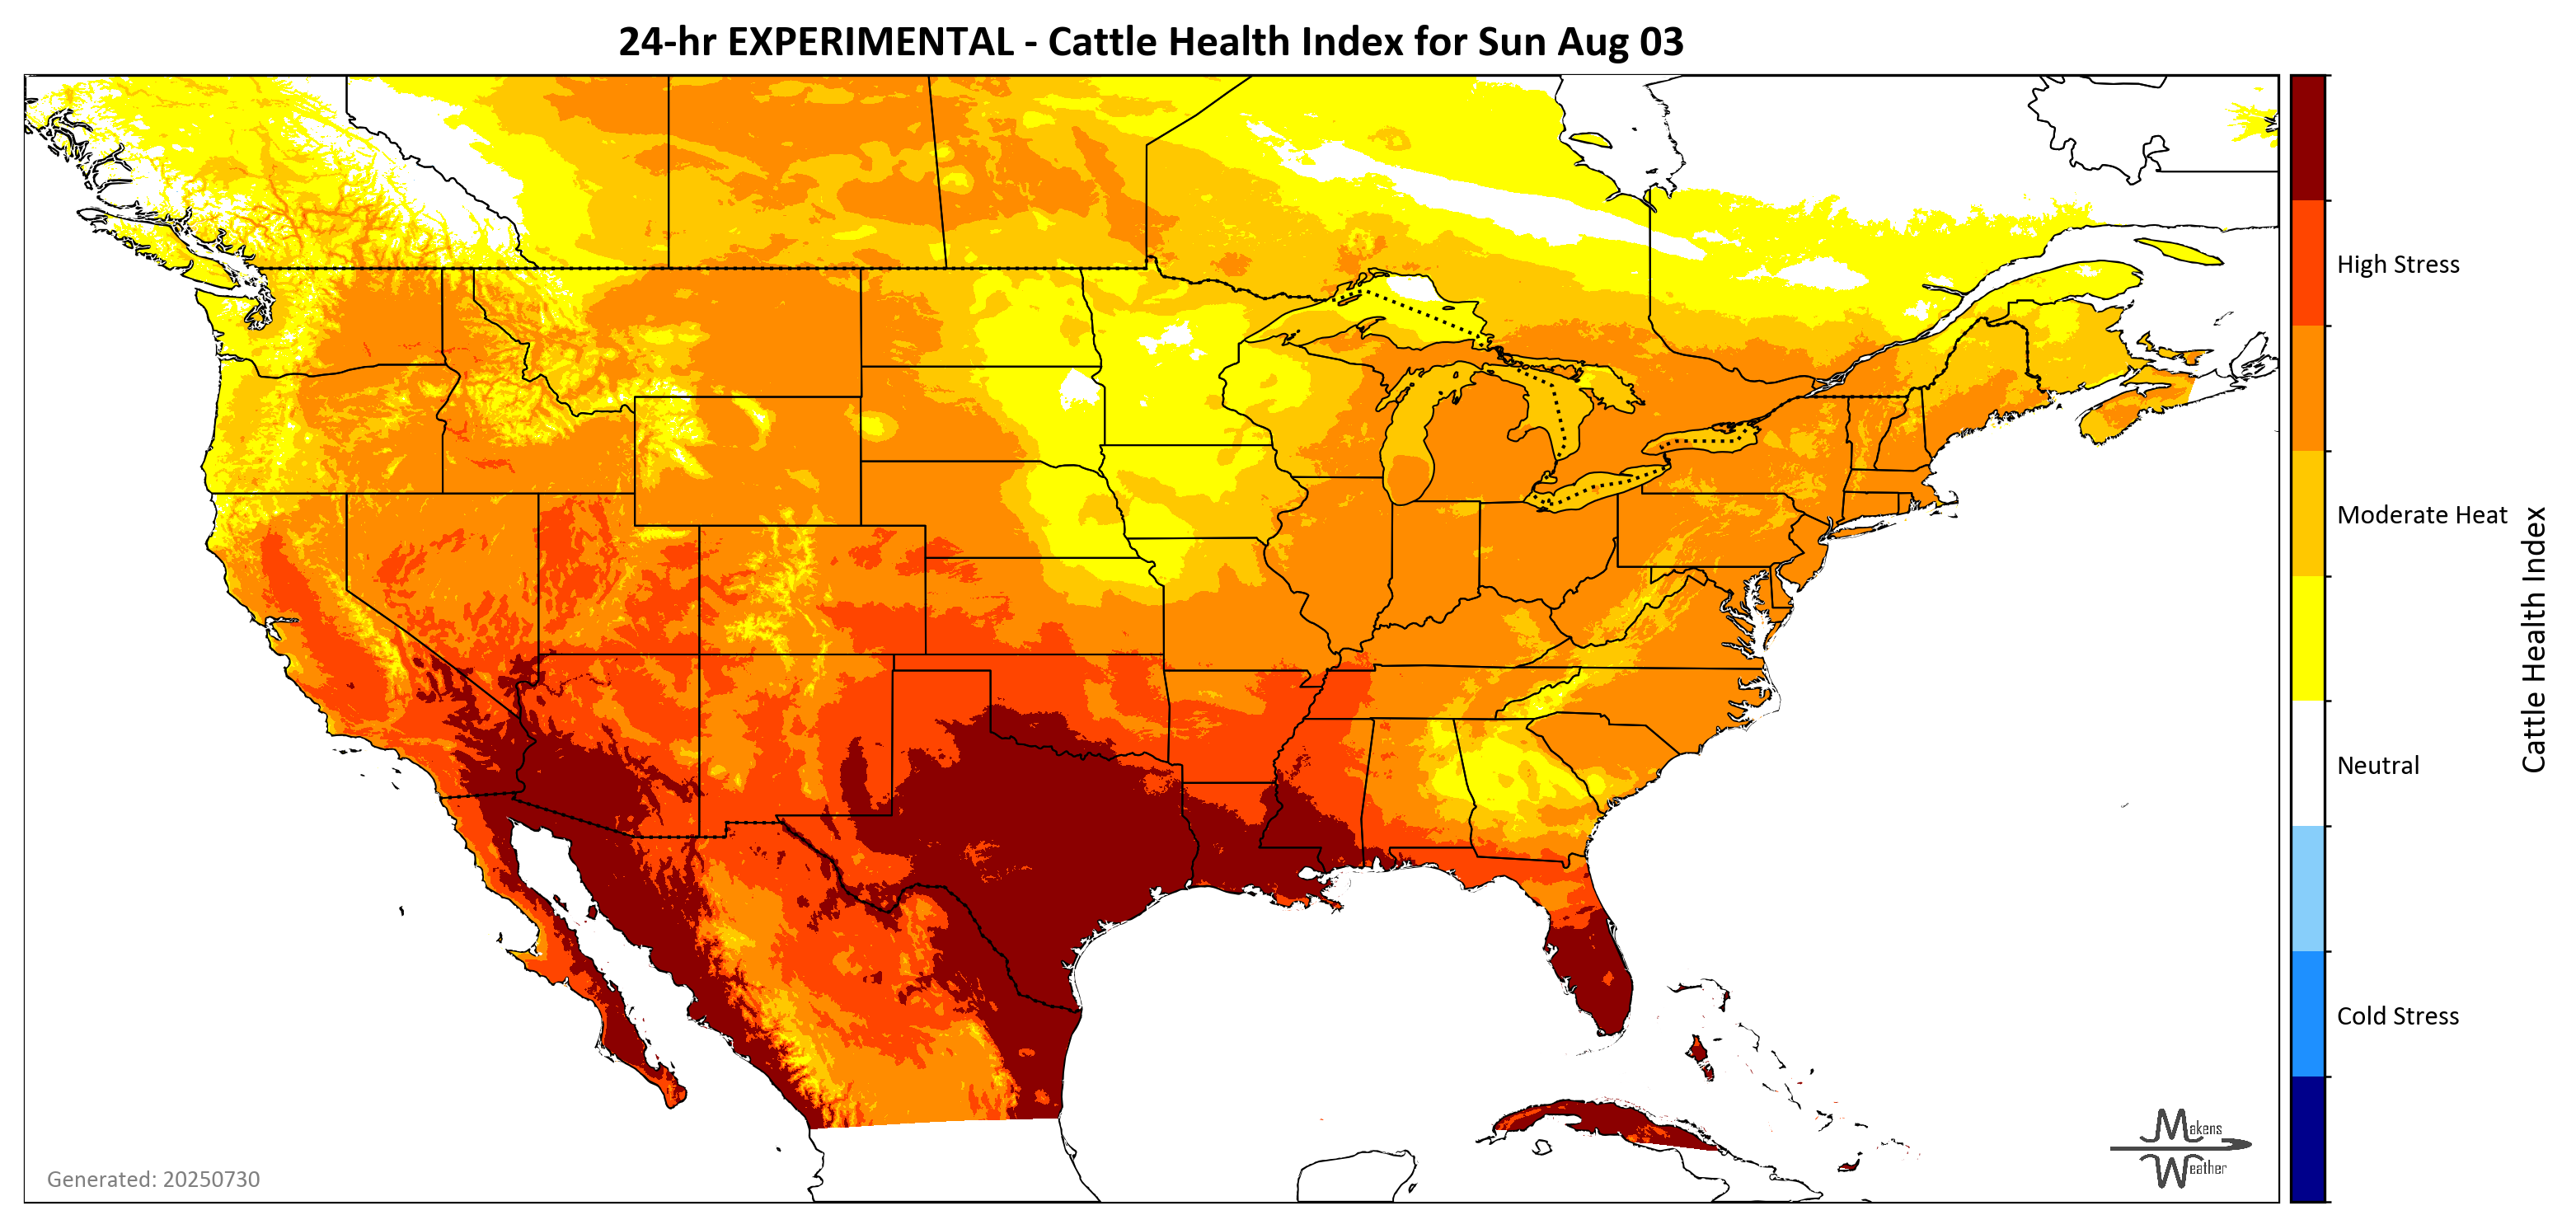 24-hr EXPERIMENTAL - Cattle Health Index for Sun Aug 03
High Stress
Moderate Heat
Neutral
Cold Stress
Cattle Health Index
Generated: 20250730
Makens
Weather